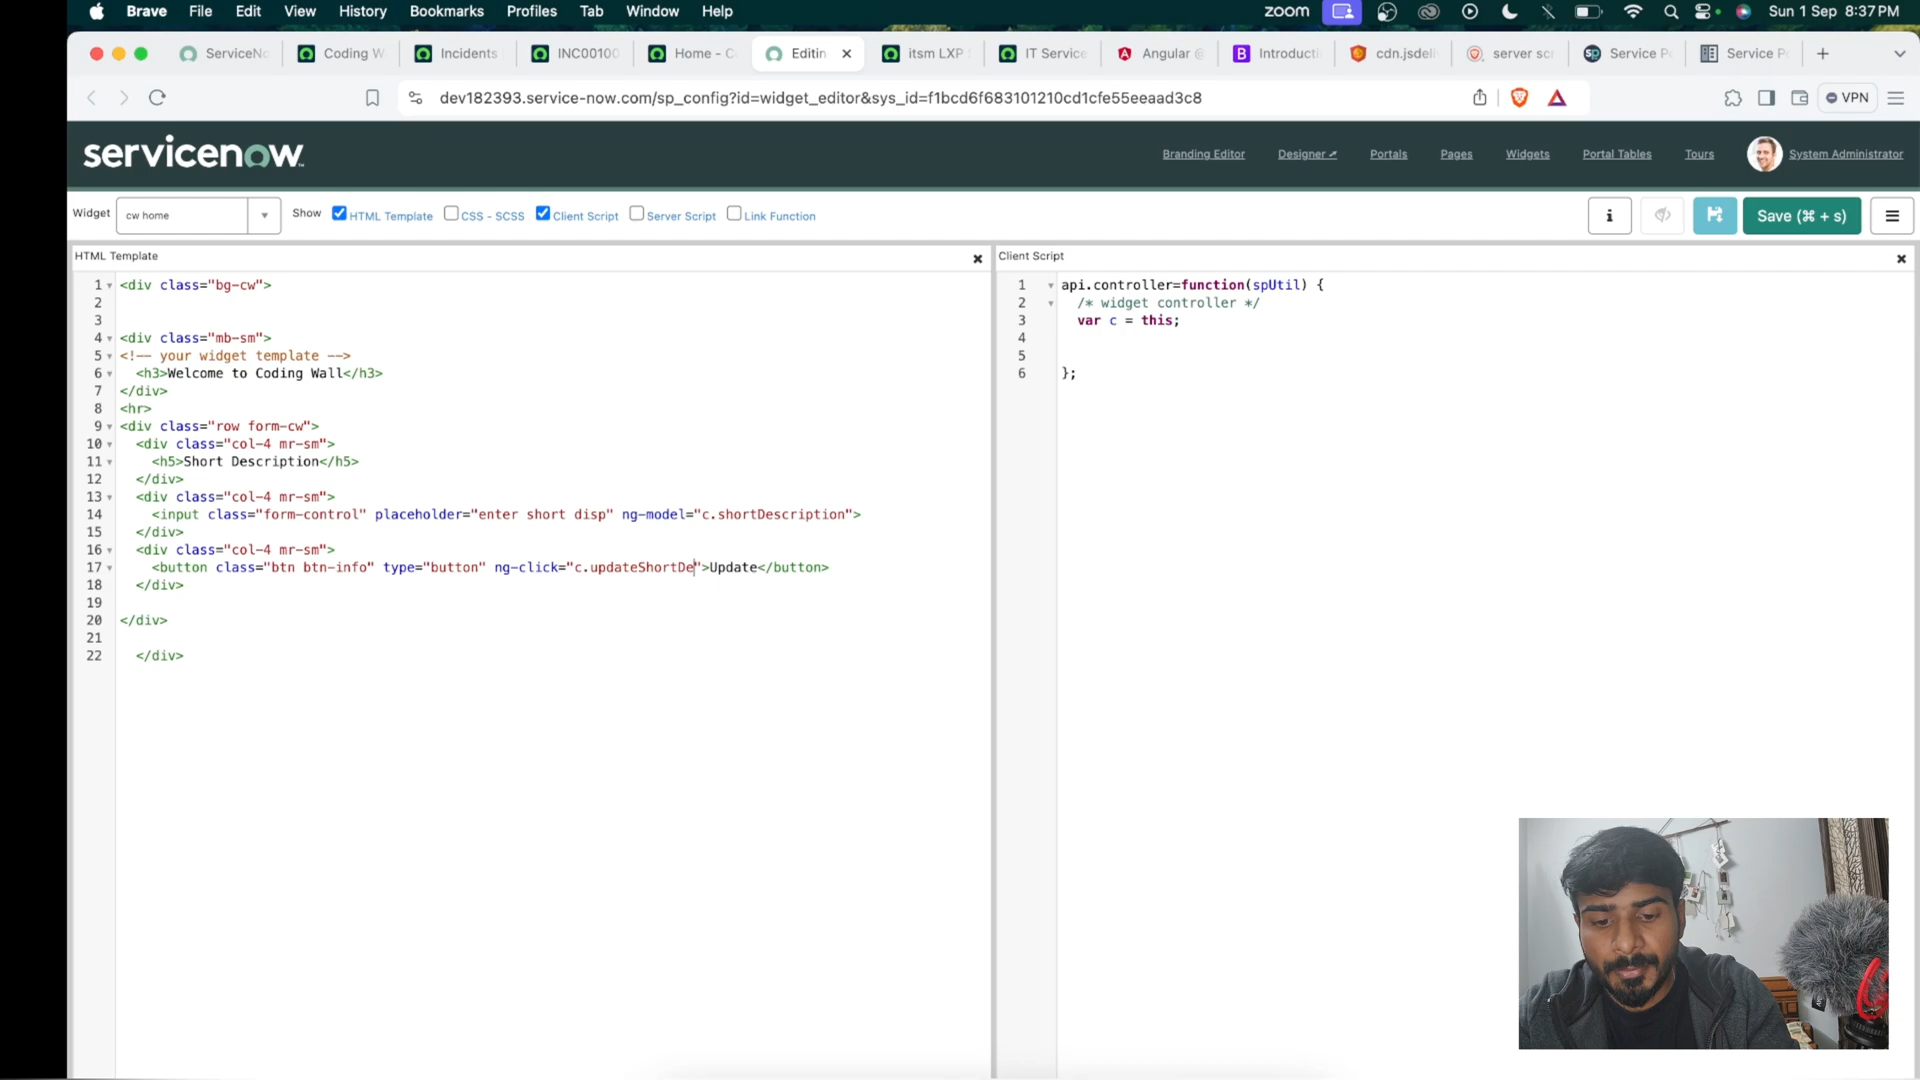 Brave File Edit View History Bookmarks Profiles Tab Window Help zoom Sun 1 Sep 8:37 PM
ServiceNo Coding W Incidents INC00100 Home - C Editin itsm LXP IT Service Angular @ Introducti cdn.jsdeli server scr Service Po Service Po
dev182393.service-now.com/sp_config?id=widget_editor&sys_id=f1bcd6f683101210cd1cfe55eeaad3c8 VPN
servicenow Branding Editor Designer Portals Pages Widgets Portal Tables Tours System Administrator
Widget cw home Show HTML Template CSS - SCSS Client Script Server Script Link Function i Save (⌘ + s)
HTML Template
1 <div class="bg-cw">
2
3
4 <div class="mb-sm">
5 <!-- your widget template -->
6 <h3>Welcome to Coding Wall</h3>
7 </div>
8 <hr>
9 <div class="row form-cw">
10 <div class="col-4 mr-sm">
11 <h5>Short Description</h5>
12 </div>
13 <div class="col-4 mr-sm">
14 <input class="form-control" placeholder="enter short disp" ng-model="c.shortDescription">
15 </div>
16 <div class="col-4 mr-sm">
17 <button class="btn btn-info" type="button" ng-click="c.updateShortDe">Update</button>
18 </div>
19
20 </div>
21
22 </div>
Client Script
1 api.controller=function(spUtil) {
2 /* widget controller */
3 var c = this;
4
5
6 };